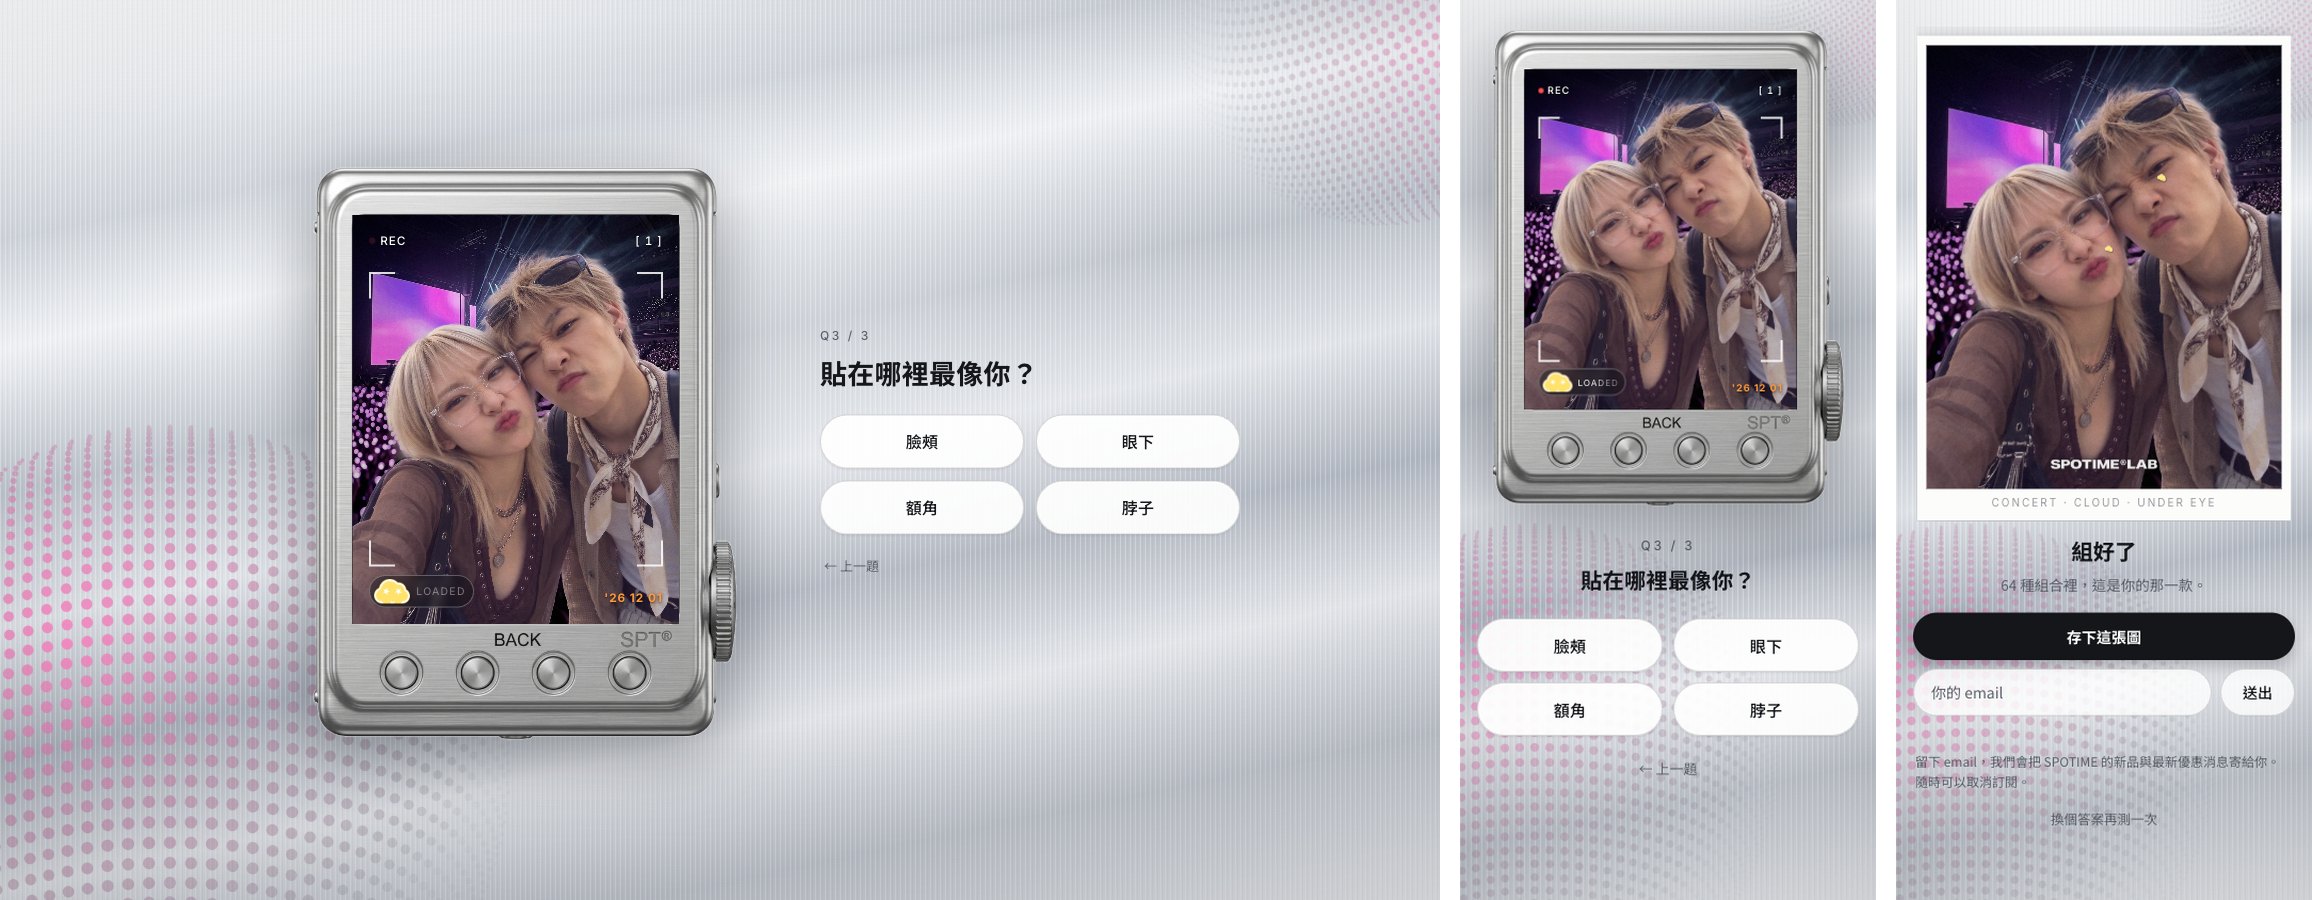 REC
[ 1 ]
LOADED
'26 12 01
BACK
SPT®
Q3 / 3
貼在哪裡最像你？
臉頰
眼下
額角
脖子
← 上一題
REC
[ 1 ]
LOADED
'26 12 01
BACK
SPT®
Q3 / 3
貼在哪裡最像你？
臉頰
眼下
額角
脖子
← 上一題
SPOTIME®LAB
CONCERT · CLOUD · UNDER EYE
組好了
64 種組合裡，這是你的那一款。
存下這張圖
你的 email
送出
留下 email，我們會把 SPOTIME 的新品與最新優惠消息寄給你。
隨時可以取消訂閱。
換個答案再測一次